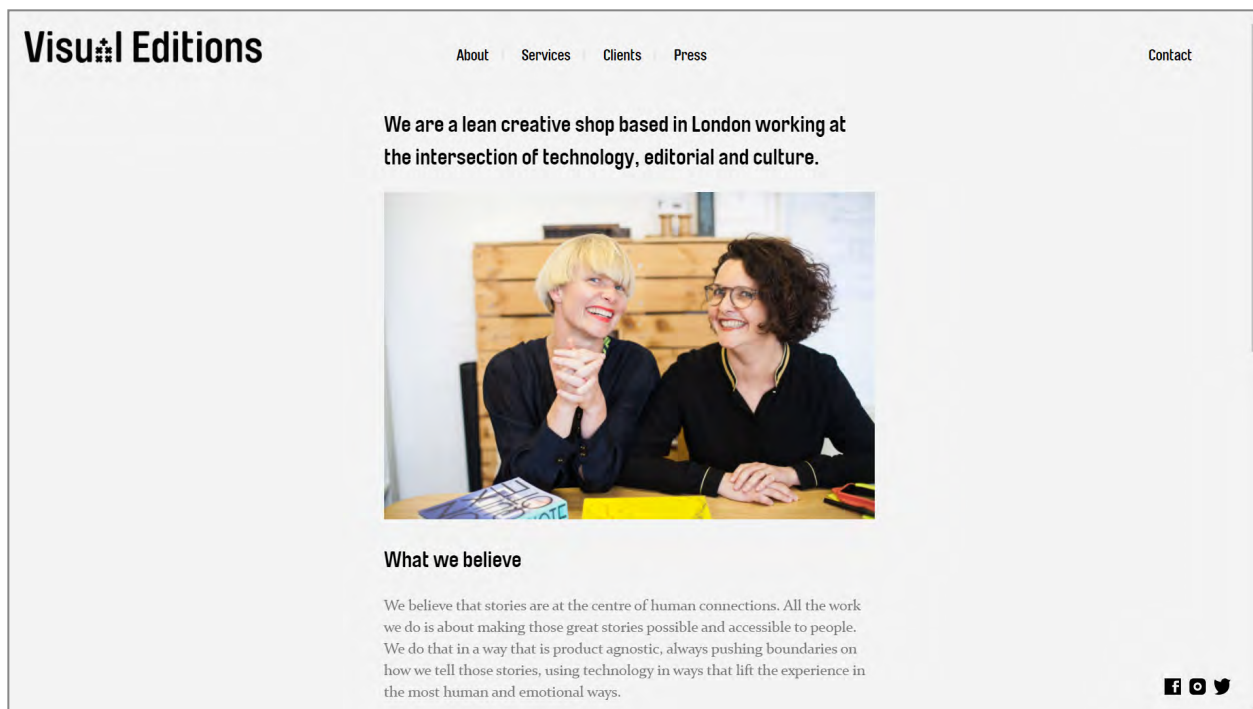 Visual Editions
About
Services
Clients
Press
Contact
We are a lean creative shop based in London working at
the intersection of technology, editorial and culture.
What we believe
We believe that stories are at the centre of human connections. All the work
we do is about making those great stories possible and accessible to people.
We do that in a way that is product agnostic, always pushing boundaries on
how we tell those stories, using technology in ways that lift the experience in
the most human and emotional ways.